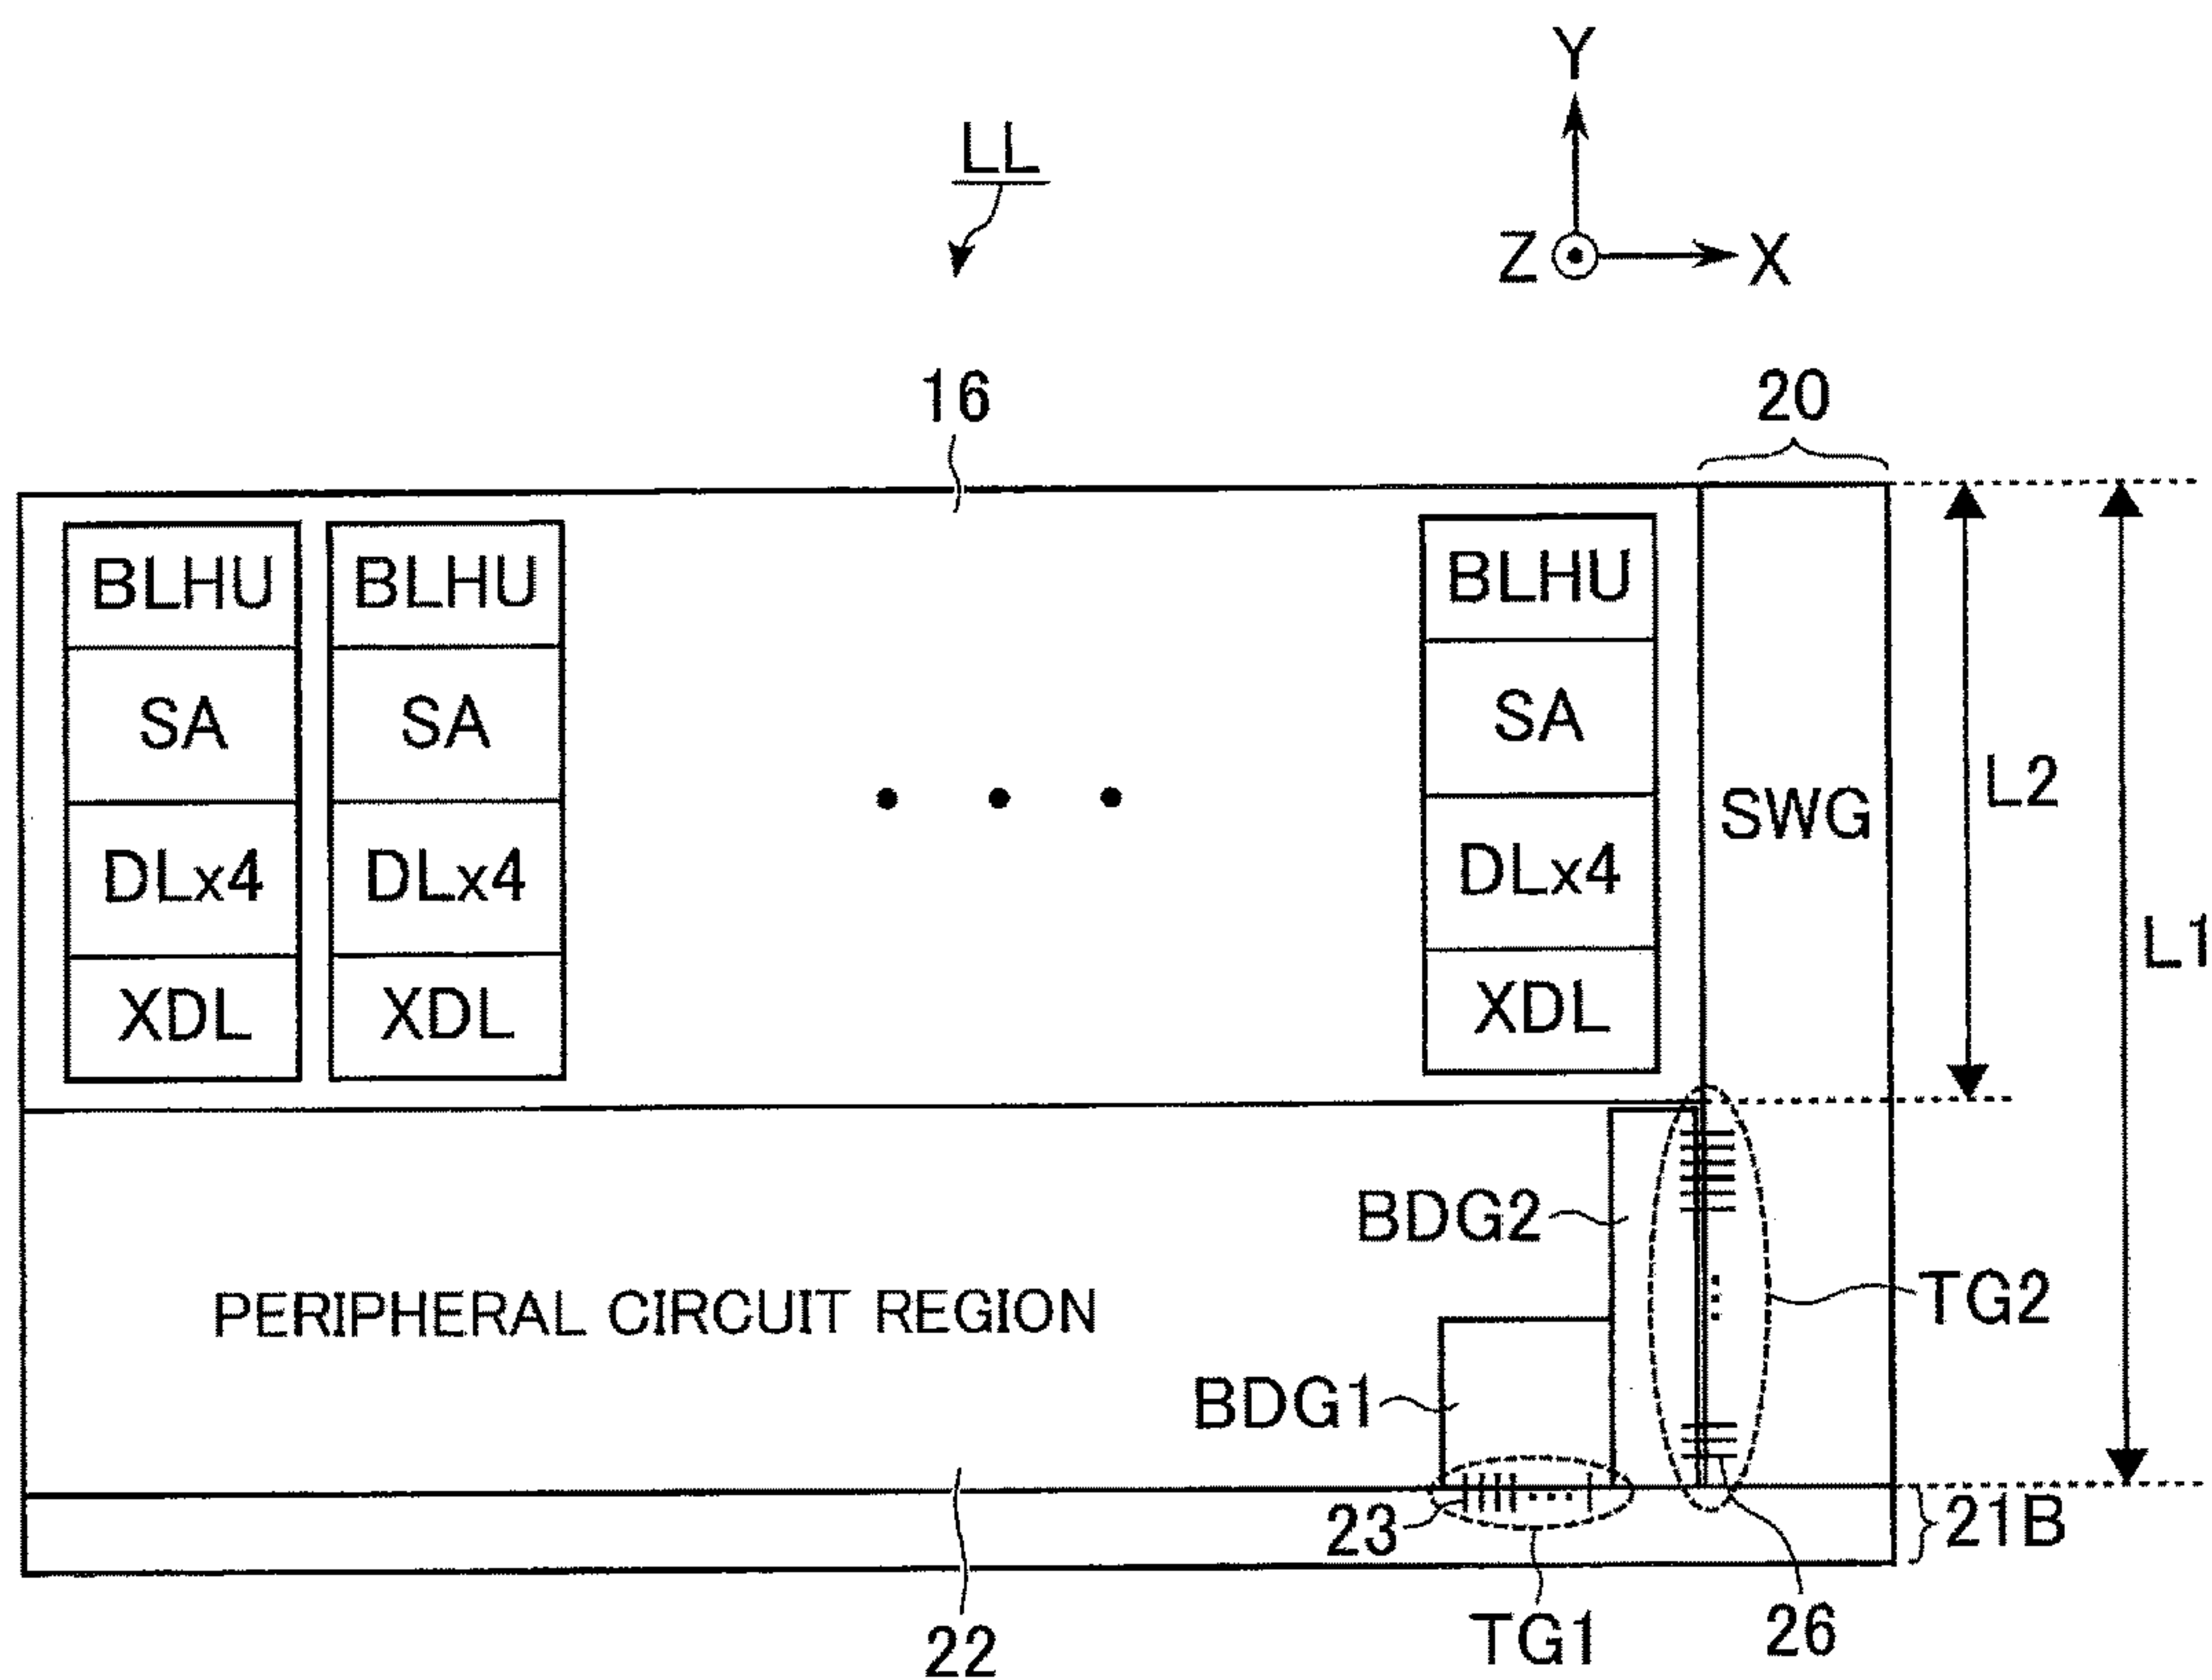 Y
LL
Z X
16 20
BLHU BLHU BLHU
SA SA SA
L2
SWG
DLx4 DLx4 DLx4
L1
XDL XDL XDL
BDG2
TG2
PERIPHERAL CIRCUIT REGION
BDG1
23 21B
22 TG1 26